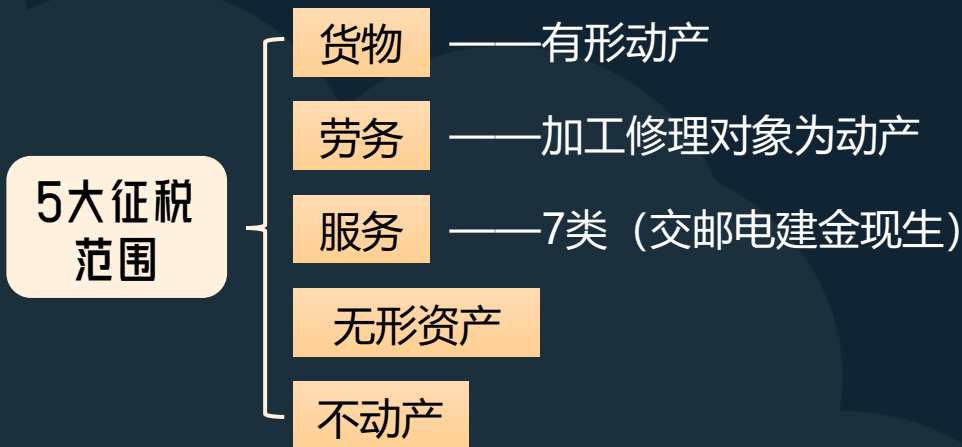 5大征税
范围
货物 ——有形动产
劳务 ——加工修理对象为动产
服务 ——7类（交邮电建金现生）
无形资产
不动产